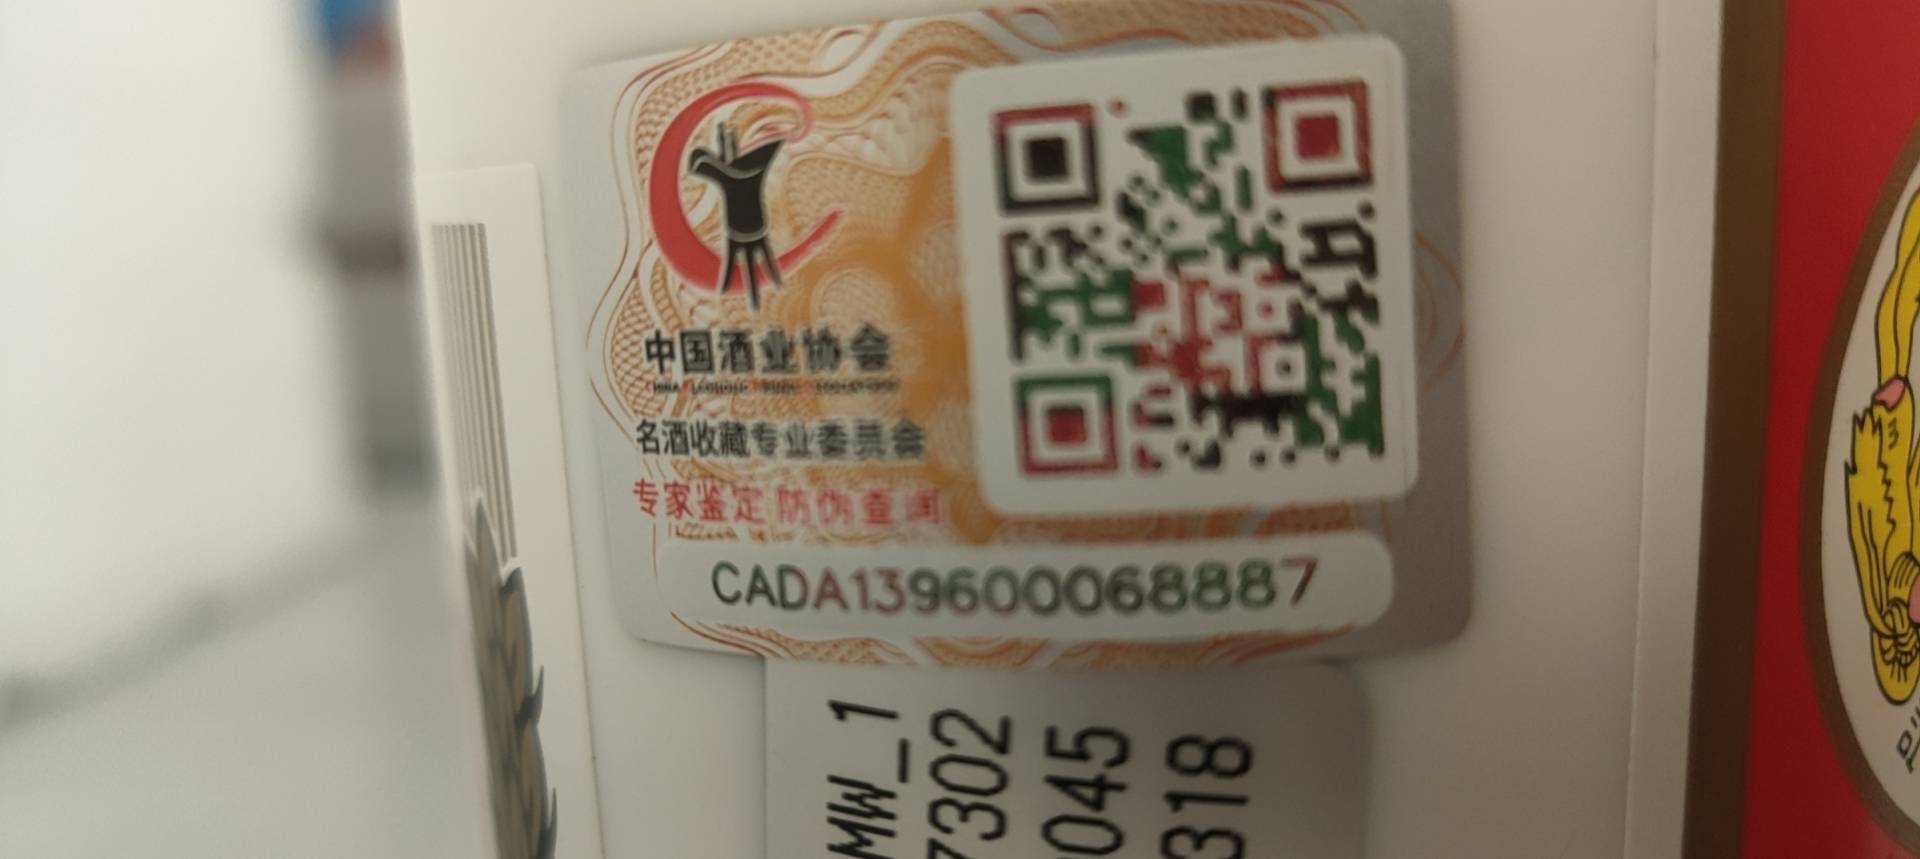 中国酒业协会
名酒收藏专业委员会
专家鉴定 防伪查询
CADA139600068887
MW_1
7302
0045
318